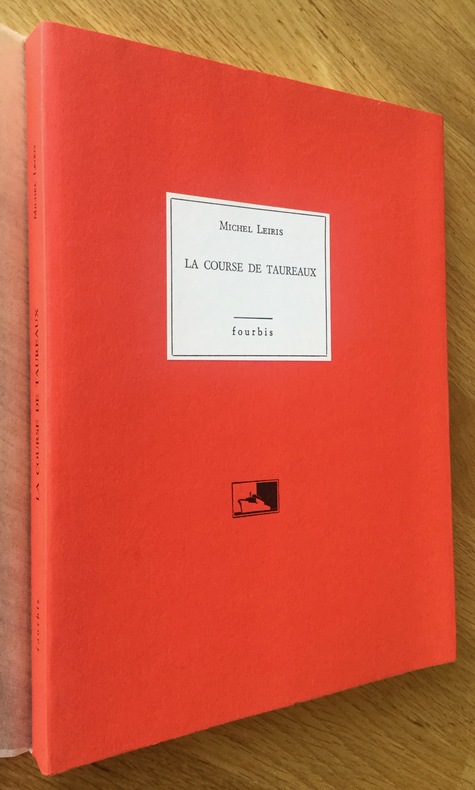 Michel Leiris
LA COURSE DE TAUREAUX
fourbis
Michel Leiris
LA COURSE DE TAUREAUX
fourbis